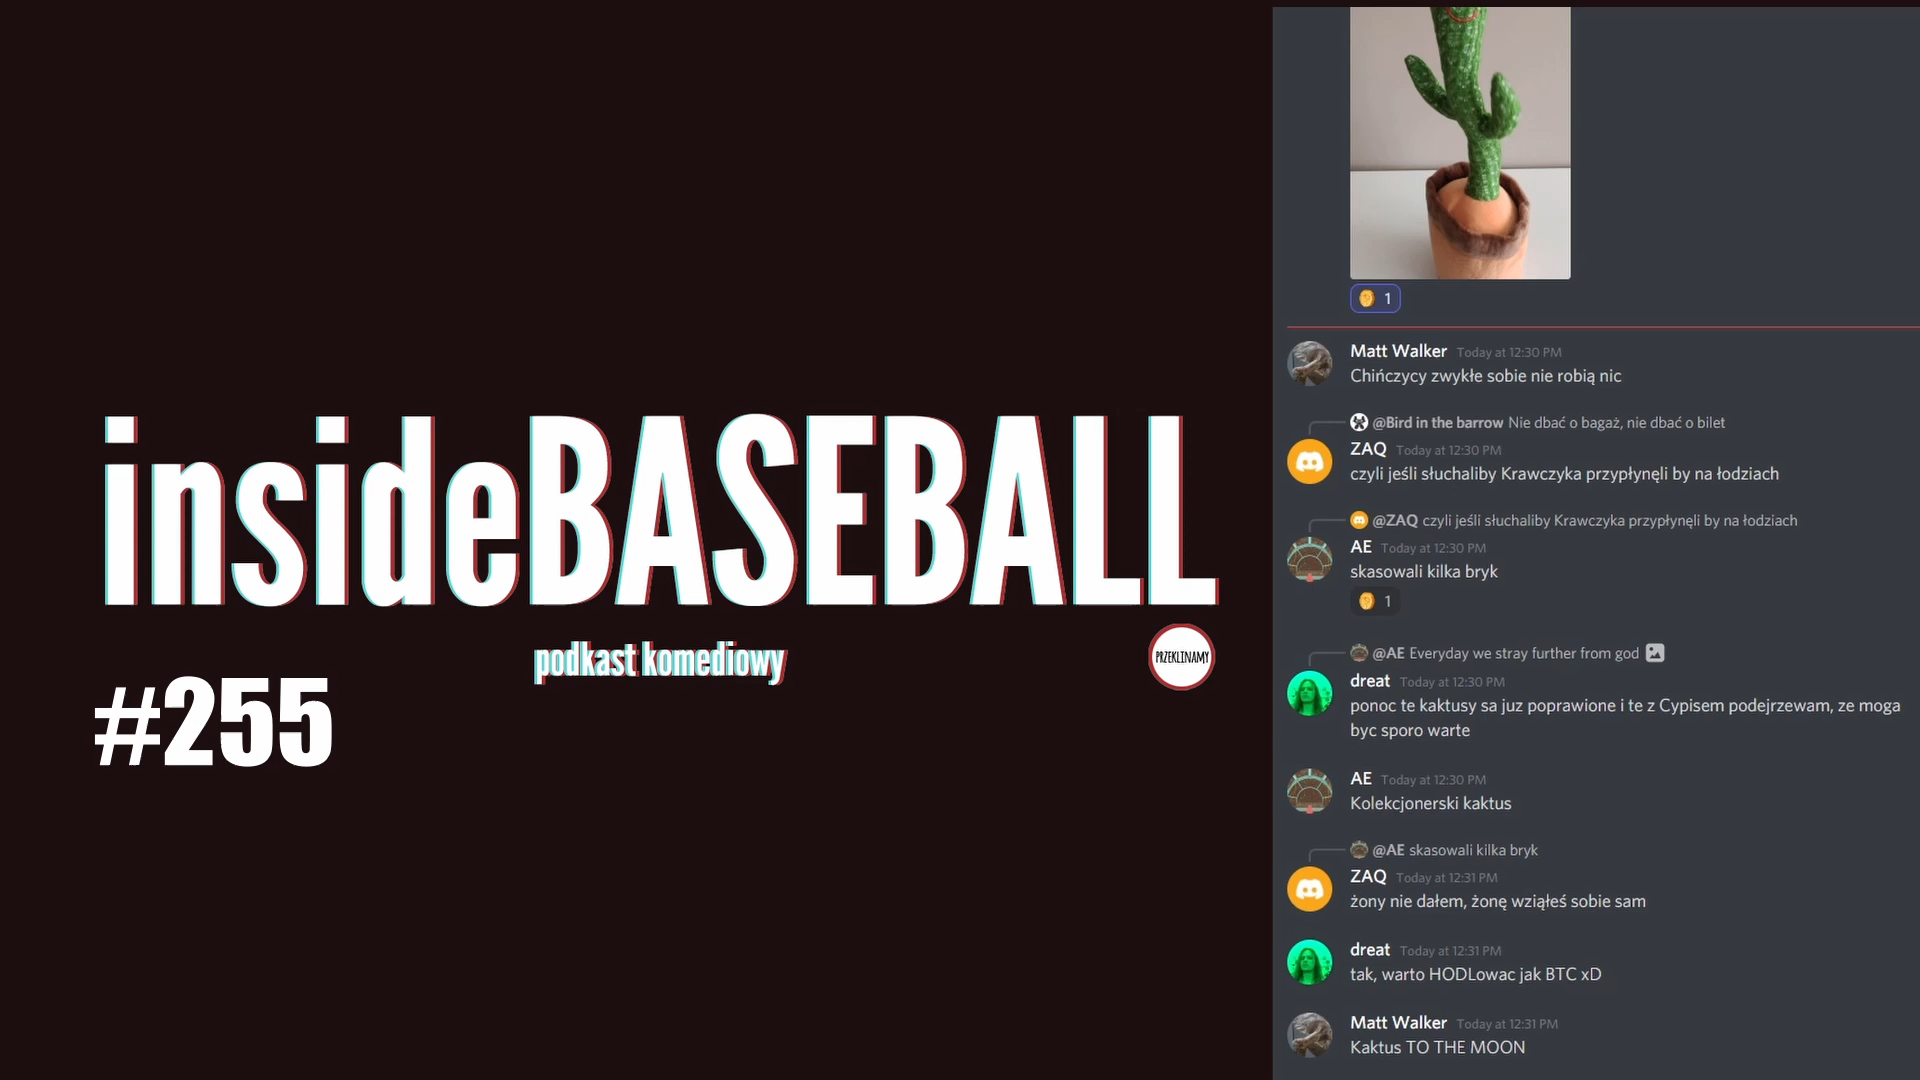 insideBASEBALL
podkast komediowy
PRZEKLINAMY
#255
1
Matt Walker Today at 12:30 PM
Chińczycy zwykłe sobie nie robią nic
@Bird in the barrow Nie dbać o bagaż, nie dbać o bilet
ZAQ Today at 12:30 PM
czyli jeśli słuchaliby Krawczyka przypłynęli by na łodziach
@ZAQ czyli jeśli słuchaliby Krawczyka przypłynęli by na łodziach
AE Today at 12:30 PM
skasowali kilka bryk
1
@AE Everyday we stray further from god
dreat Today at 12:30 PM
ponoc te kaktusy sa juz poprawione i te z Cypisem podejrzewam, ze moga
byc sporo warte
AE Today at 12:30 PM
Kolekcjonerski kaktus
@AE skasowali kilka bryk
ZAQ Today at 12:31 PM
żony nie dałem, żonę wziąłeś sobie sam
dreat Today at 12:31 PM
tak, warto HODLowac jak BTC xD
Matt Walker Today at 12:31 PM
Kaktus TO THE MOON